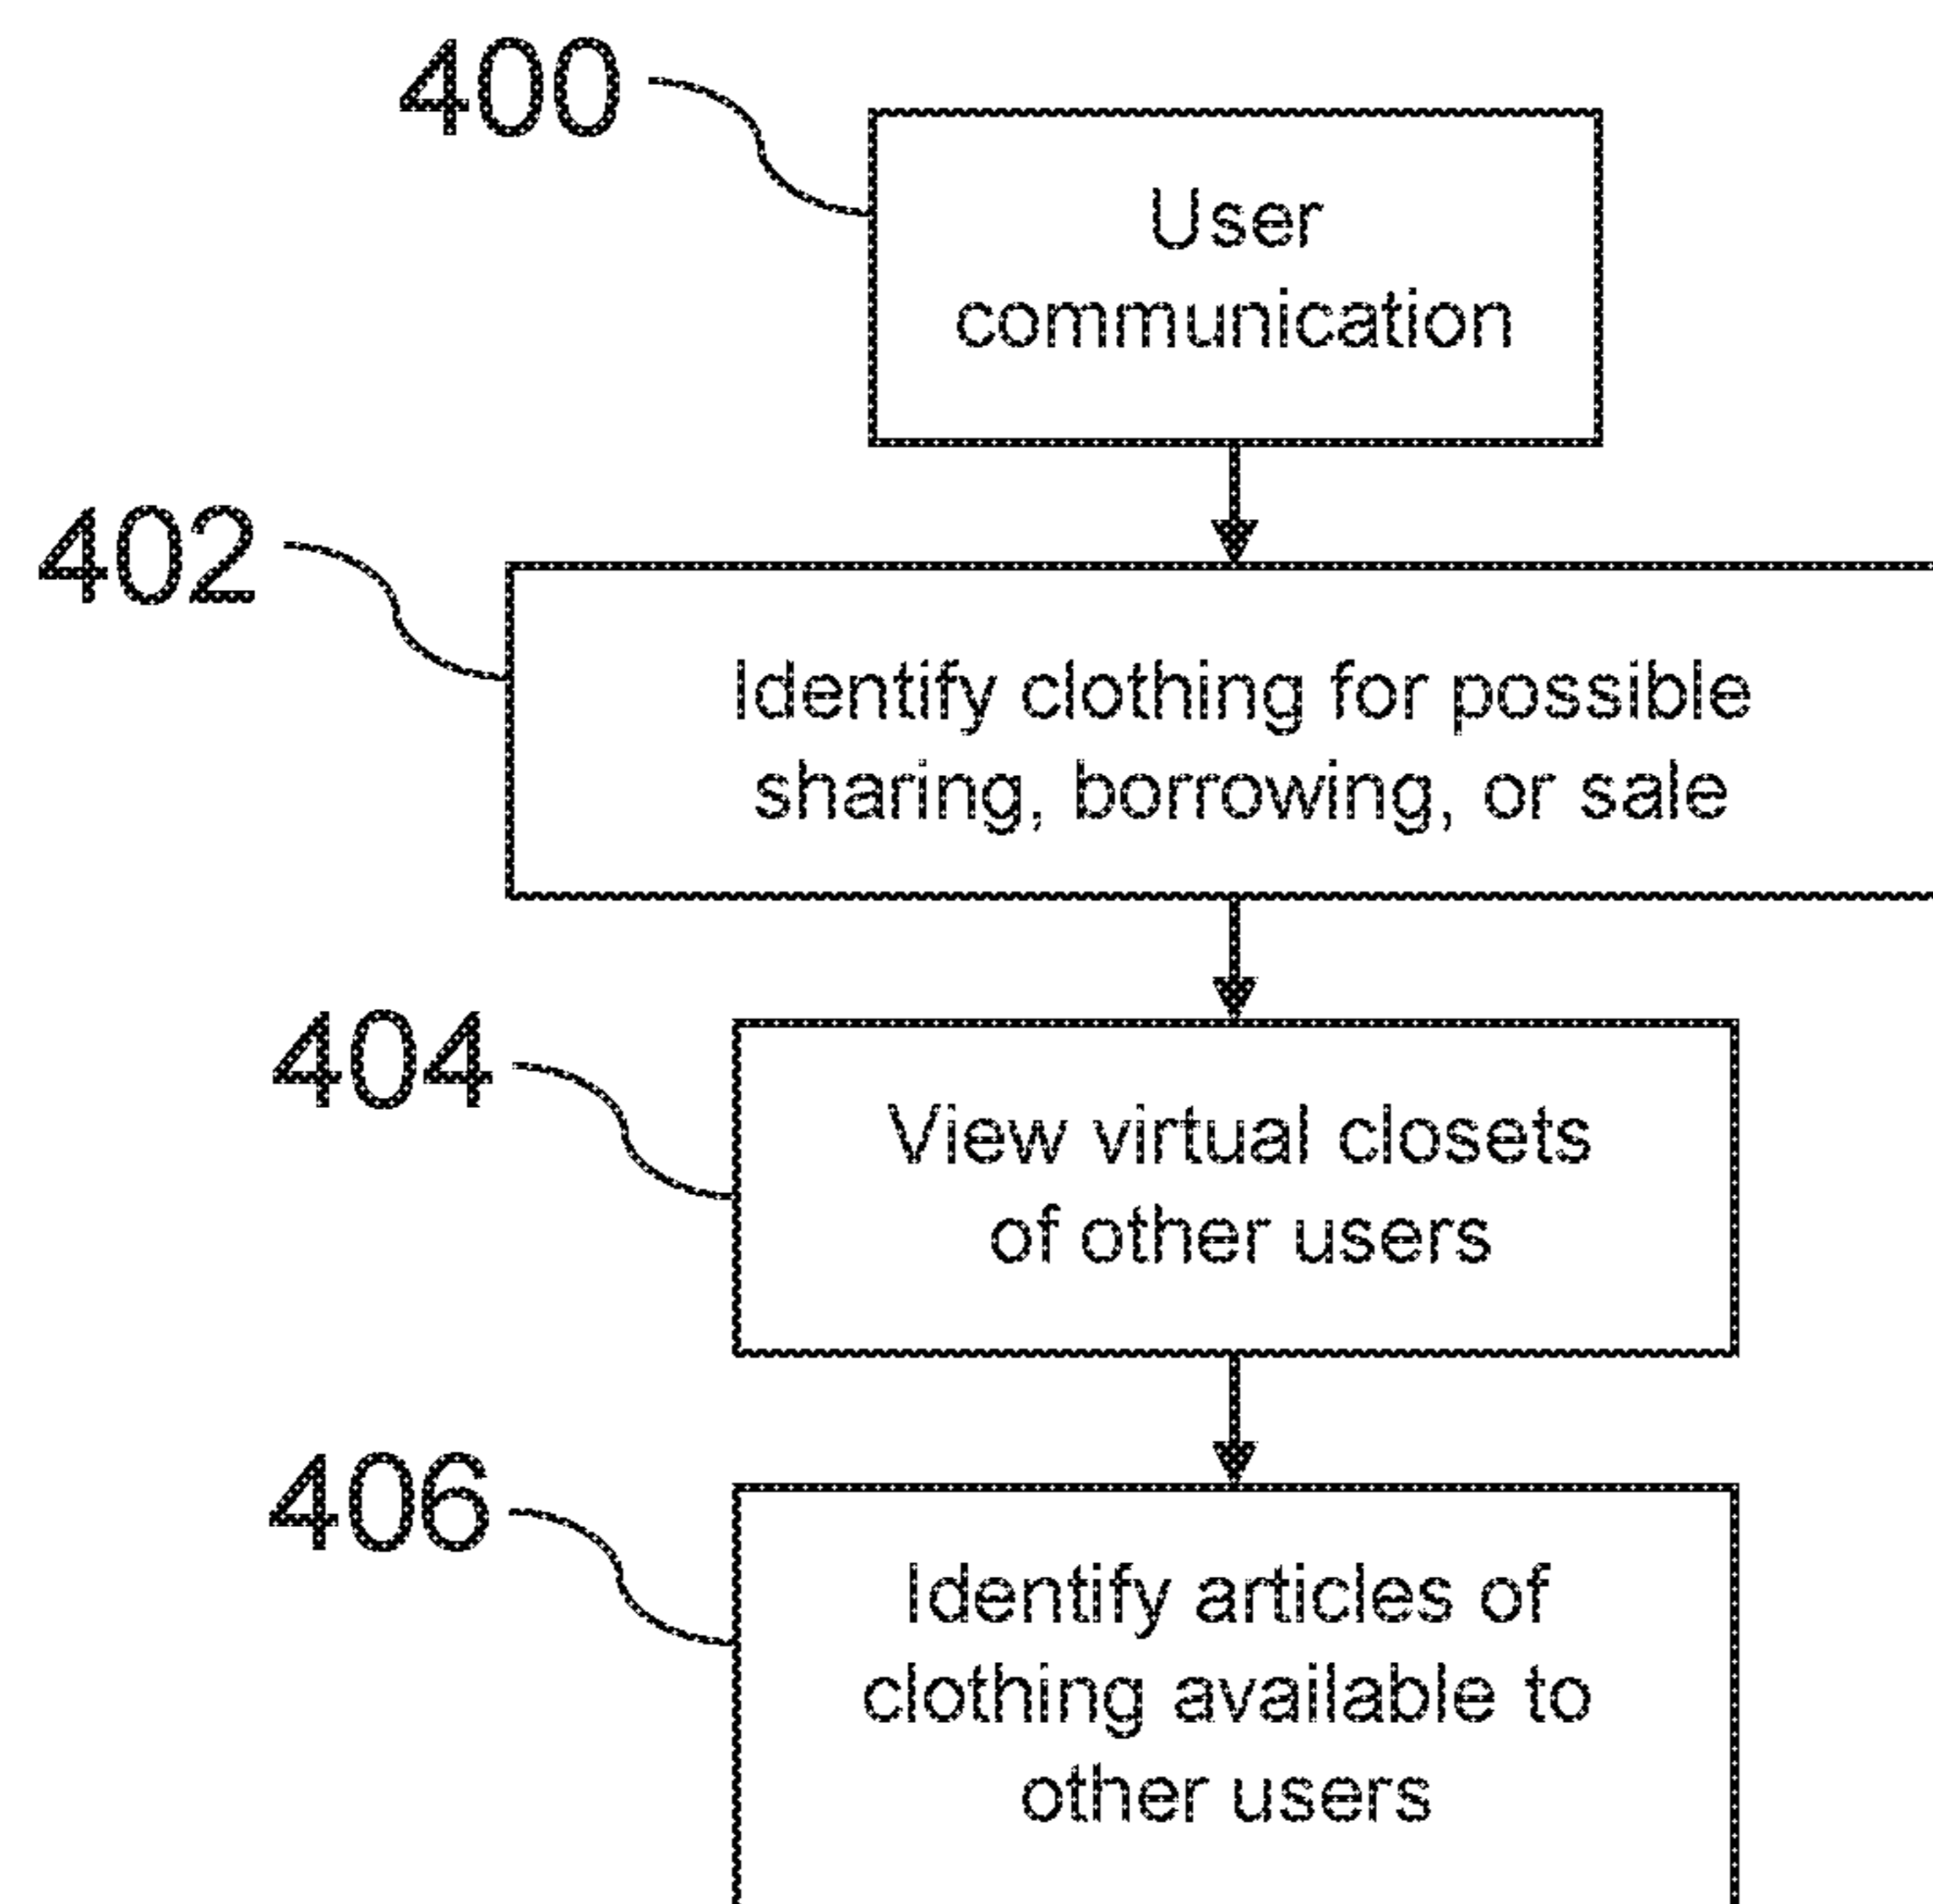 400
User
communication
402
Identify clothing for possible
sharing, borrowing, or sale
404
View virtual closets
of other users
406
Identify articles of
clothing available to
other users